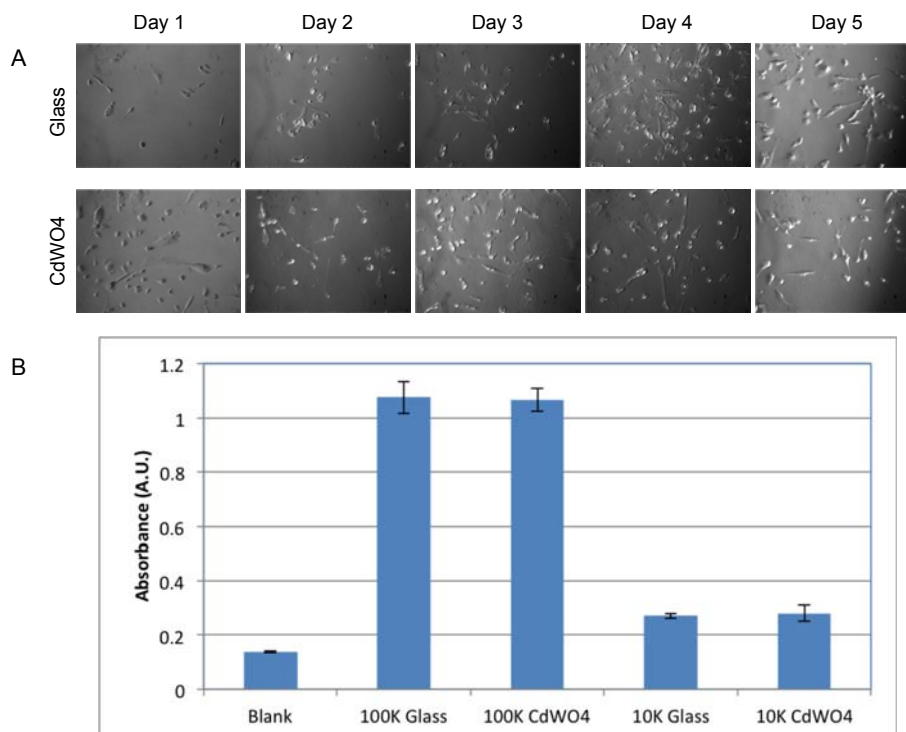 Day 1 Day 2 Day 3 Day 4 Day 5
A
Glass
CdWO4
B
1.2
1
0.8
0.6
0.4
0.2
0
Absorbance (A.U.)
Blank 100K Glass 100K CdWO4 10K Glass 10K CdWO4